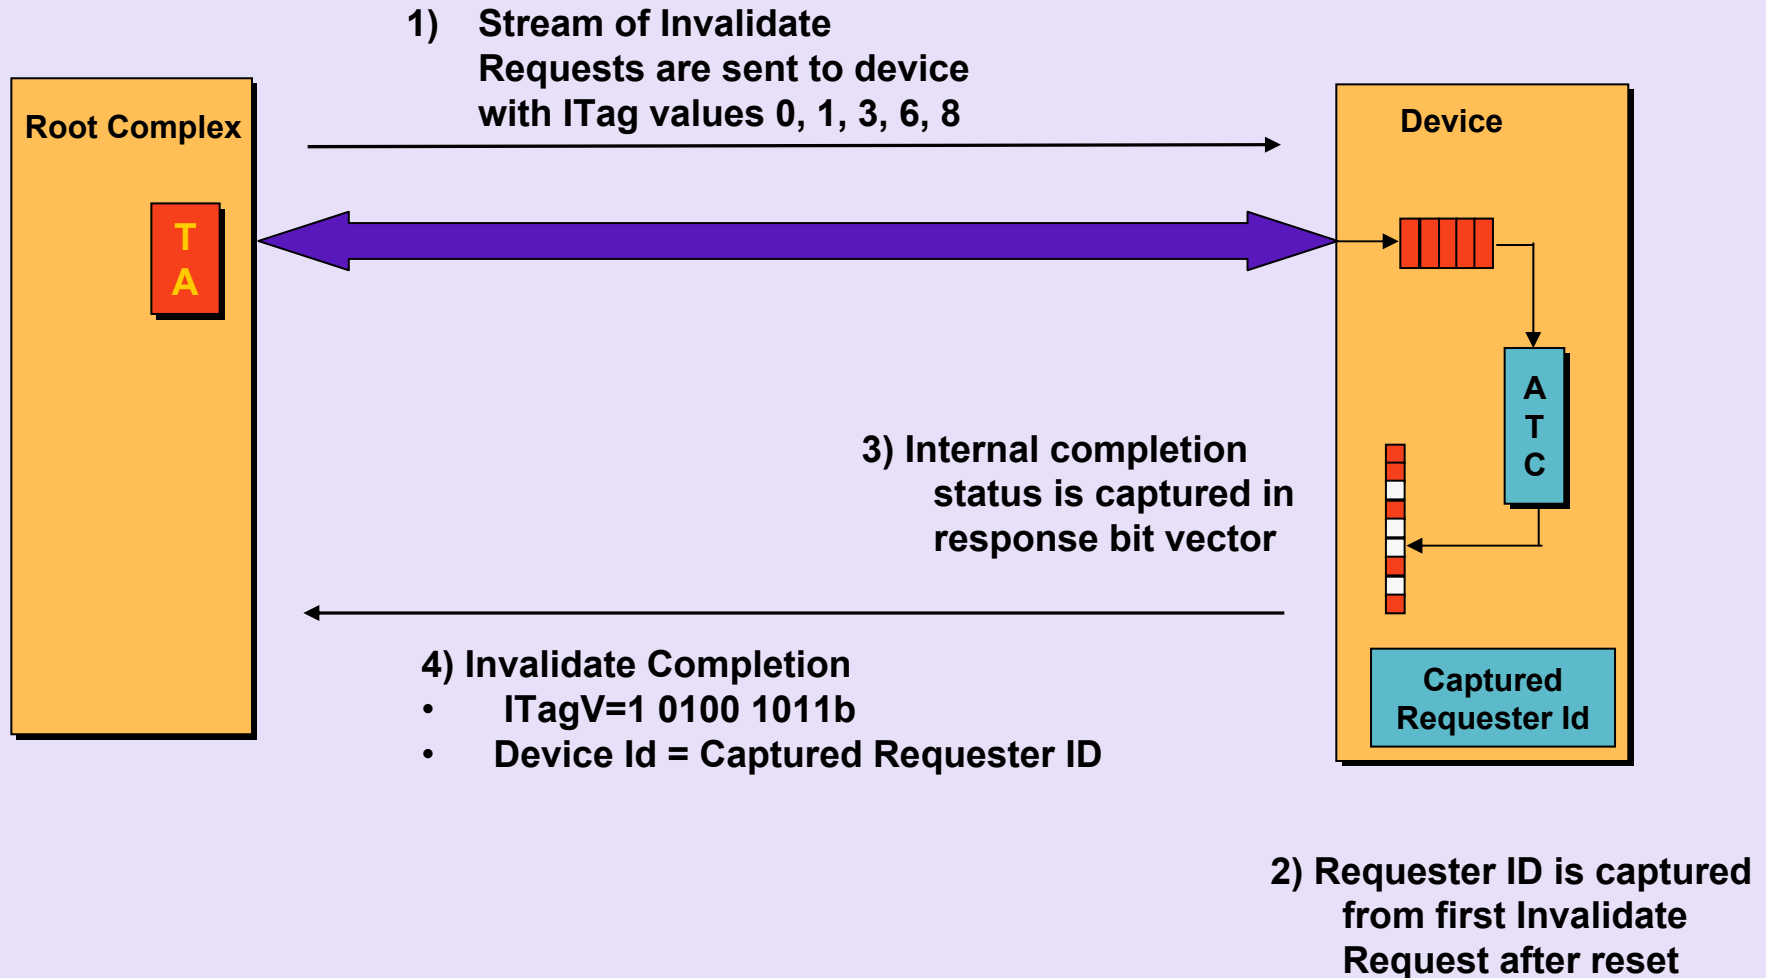 1) Stream of Invalidate
Requests are sent to device
with ITag values 0, 1, 3, 6, 8
Root Complex
T
A
Device
A
T
C
3) Internal completion
status is captured in
response bit vector
4) Invalidate Completion
• ITagV=1 0100 1011b
• Device Id = Captured Requester ID
Captured
Requester Id
2) Requester ID is captured
from first Invalidate
Request after reset